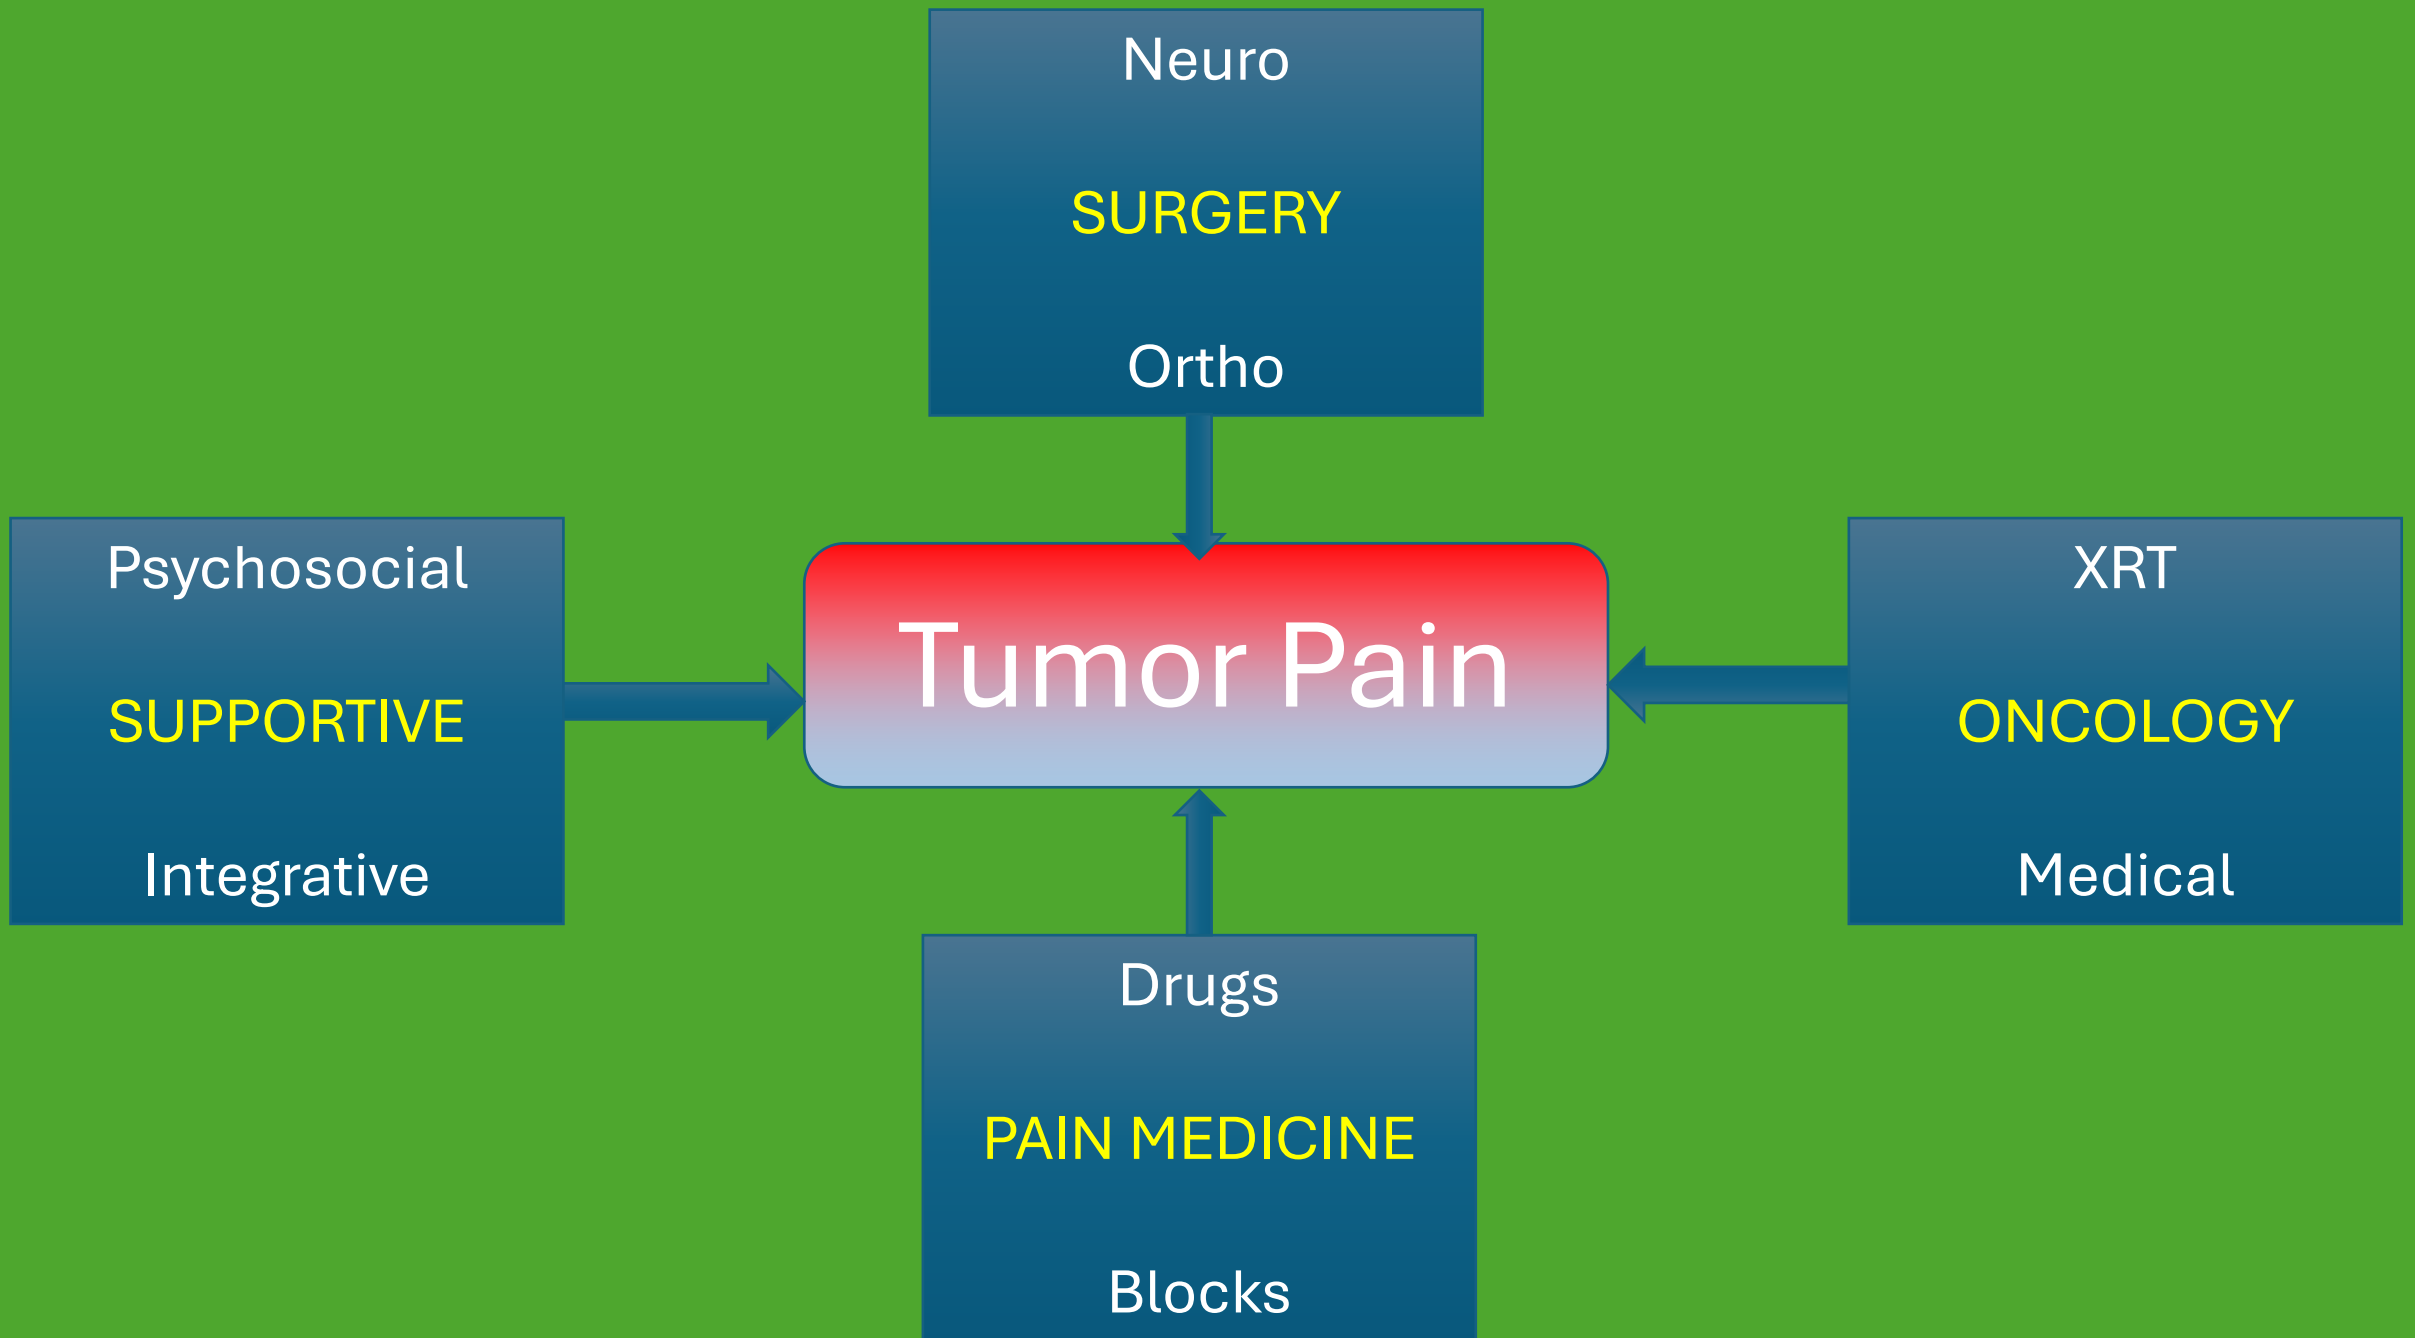 Neuro
SURGERY
Ortho
Psychosocial
SUPPORTIVE
Integrative
Tumor Pain
XRT
ONCOLOGY
Medical
Drugs
PAIN MEDICINE
Blocks